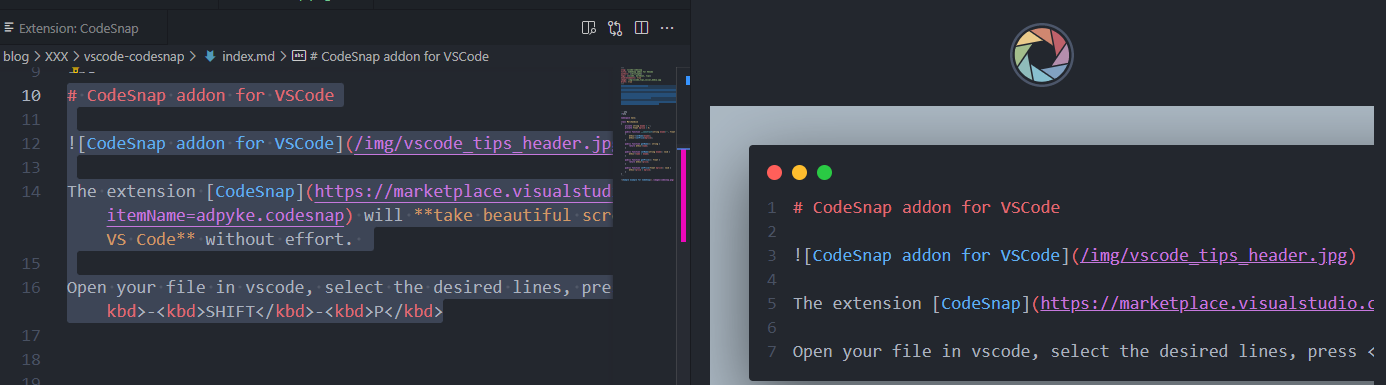 Extension: CodeSnap
blog > XXX > vscode-codesnap > index.md > # CodeSnap addon for VSCode
9
10 # CodeSnap addon for VSCode
11
12 ![CodeSnap addon for VSCode](/img/vscode_tips_header.jp
13
14 The extension [CodeSnap](https://marketplace.visualstudi
itemName=adpyke.codesnap) will **take beautiful scr
VS Code** without effort.
15
16 Open your file in vscode, select the desired lines, pre
kbd>-<kbd>SHIFT</kbd>-<kbd>P</kbd>
17
18
19
1 # CodeSnap addon for VSCode
2
3 ![CodeSnap addon for VSCode](/img/vscode_tips_header.jpg)
4
5 The extension [CodeSnap](https://marketplace.visualstudio.c
6
7 Open your file in vscode, select the desired lines, press <